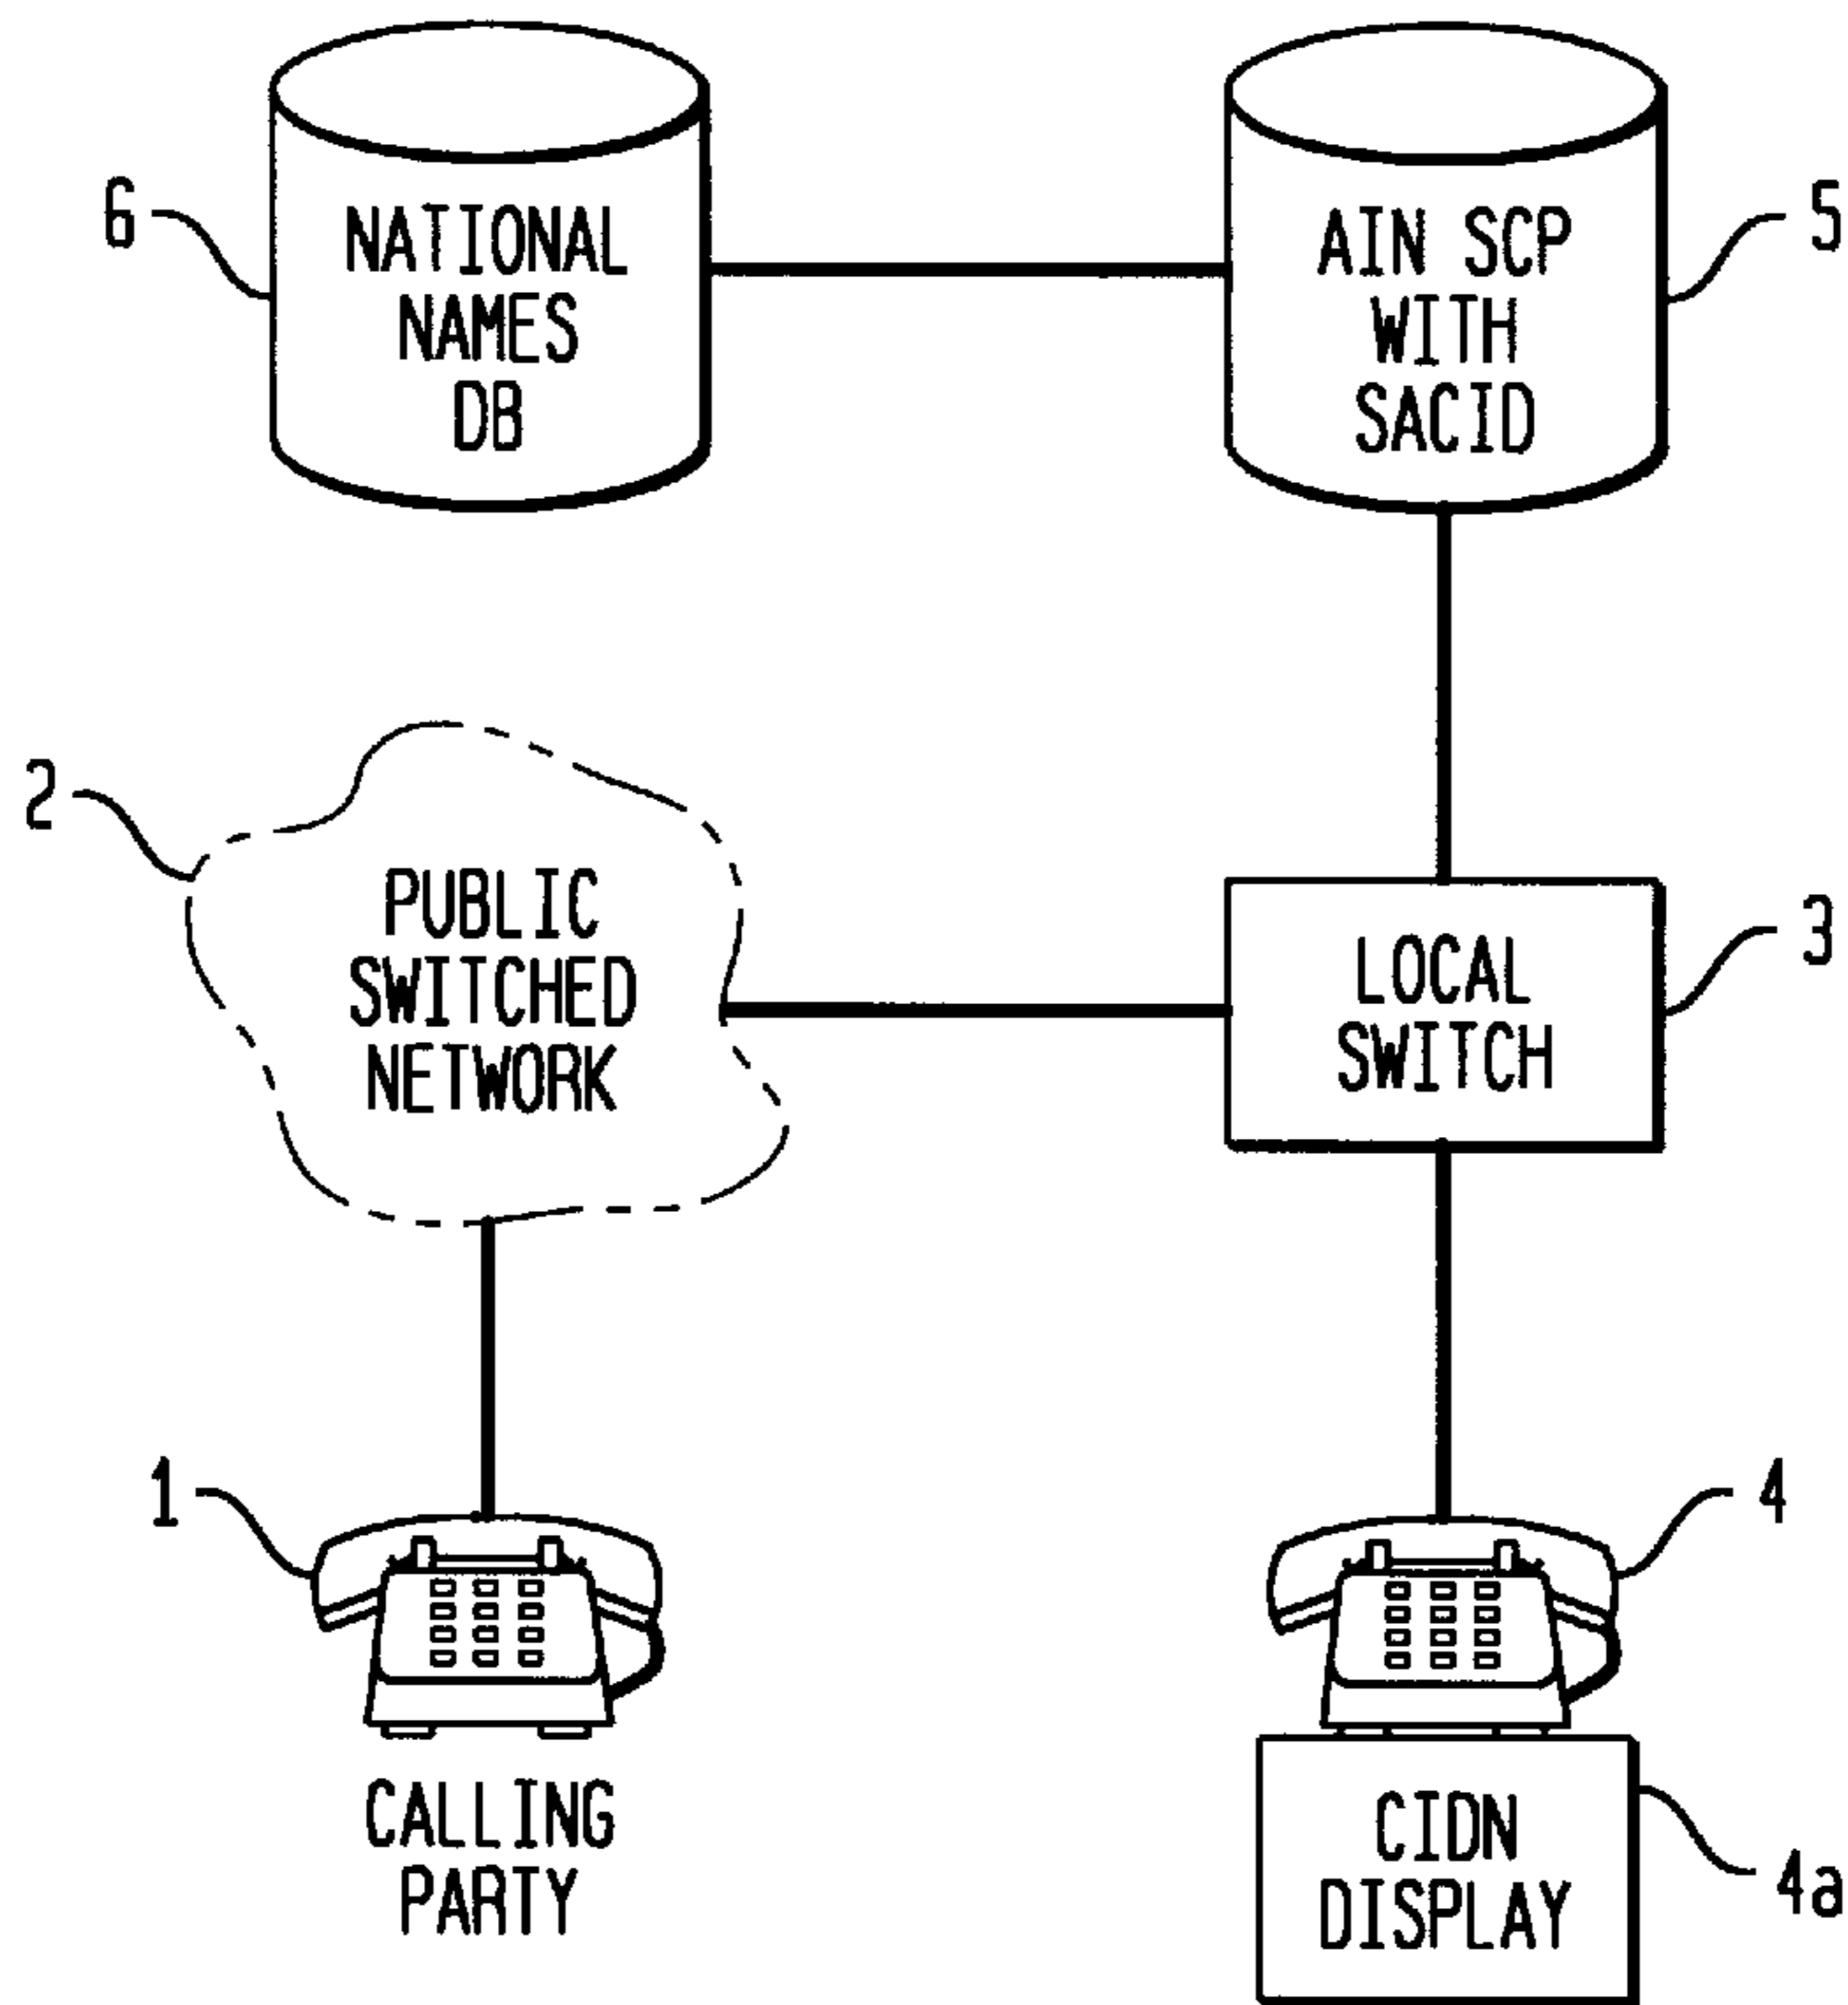 6
NATIONAL
NAMES
DB
AIN SCP
WITH
SACID
5
2
PUBLIC
SWITCHED
NETWORK
LOCAL
SWITCH
3
1
CALLING
PARTY
4
CIDN
DISPLAY
4a